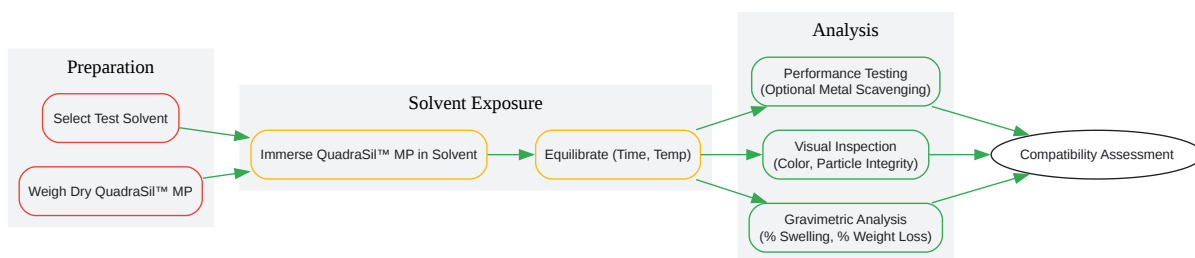 Preparation
Select Test Solvent
Weigh Dry QuadraSil™ MP
Solvent Exposure
Immerse QuadraSil™ MP in Solvent
Equilibrate (Time, Temp)
Analysis
Performance Testing
(Optional Metal Scavenging)
Visual Inspection
(Color, Particle Integrity)
Gravimetric Analysis
(% Swelling, % Weight Loss)
Compatibility Assessment